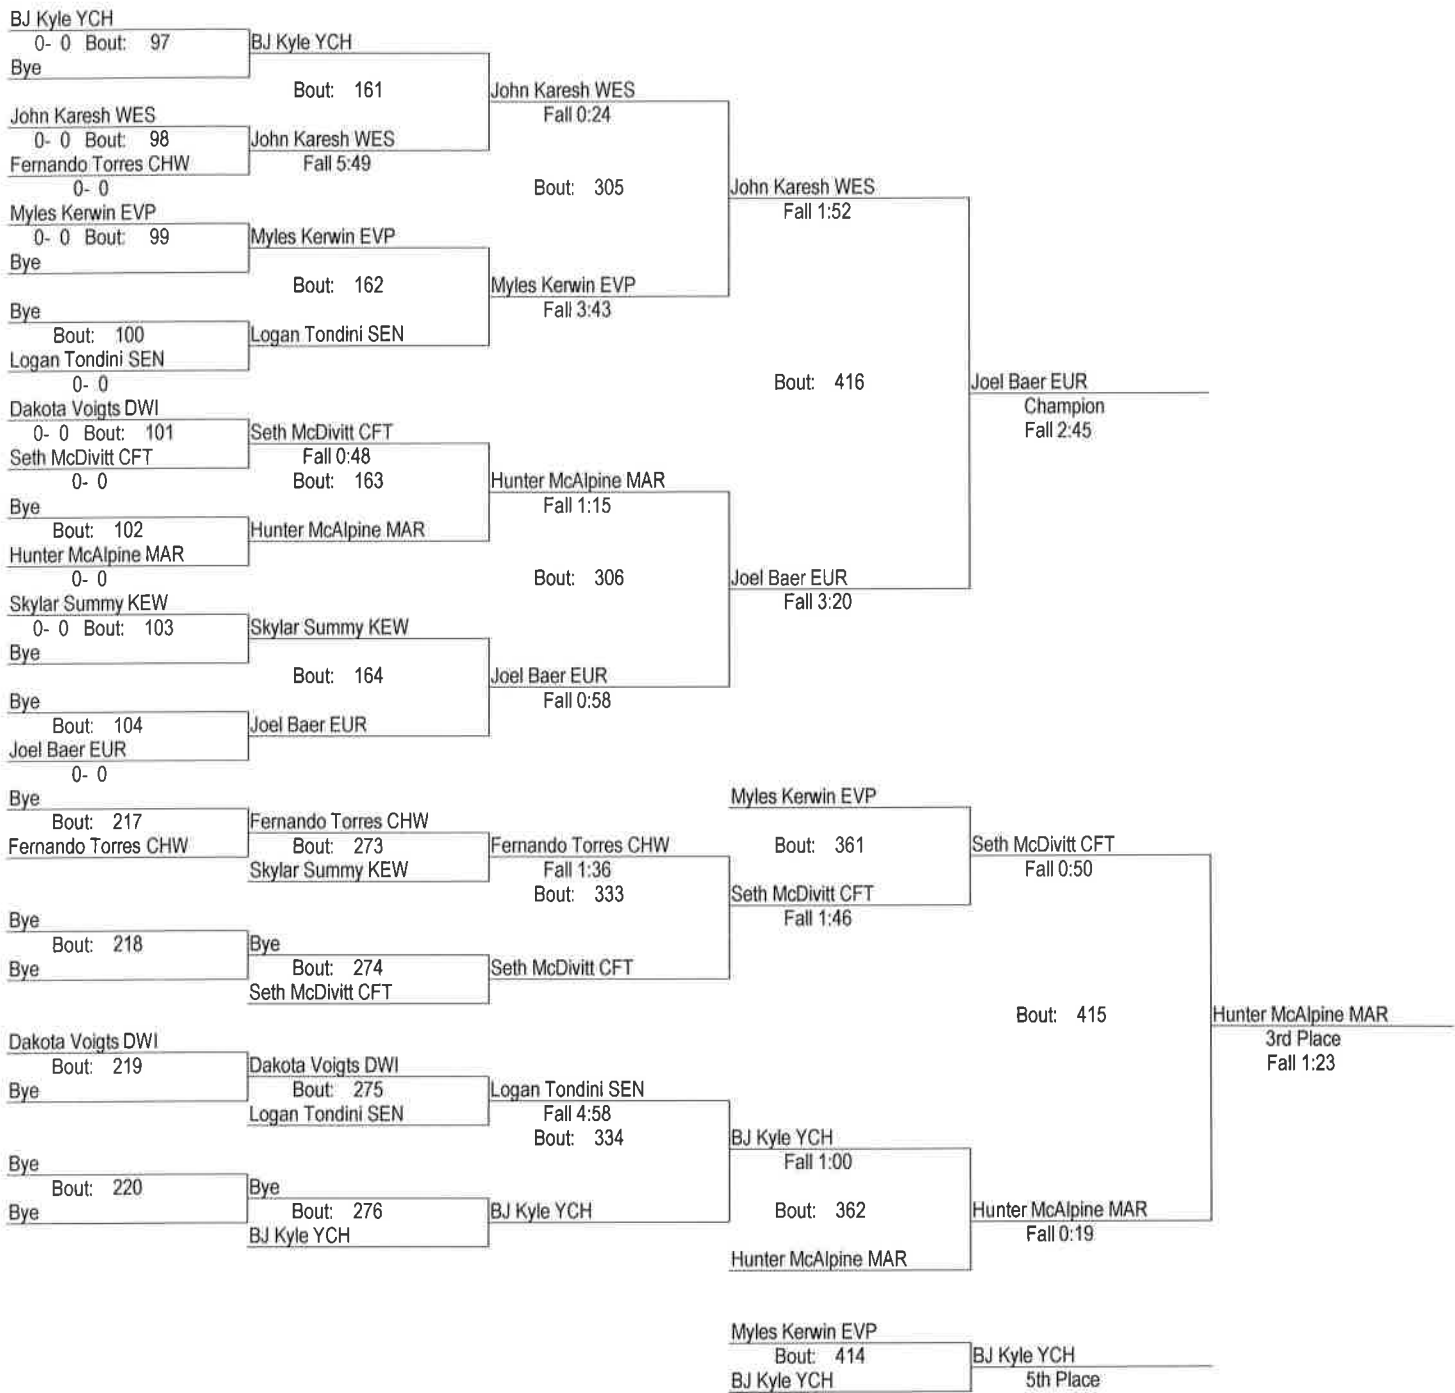 BJ Kyle YCH
0- 0 Bout: 97
Bye
BJ Kyle YCH
Bout: 161
John Karesh WES
0- 0 Bout: 98
Fernando Torres CHW
0- 0
John Karesh WES
Fall 5:49
John Karesh WES
Fall 0:24
Bout: 305
Myles Kerwin EVP
0- 0 Bout: 99
Bye
Myles Kerwin EVP
Bout: 162
Bye
Bout: 100
Logan Tondini SEN
0- 0
Logan Tondini SEN
Myles Kerwin EVP
Fall 3:43
John Karesh WES
Fall 1:52
Bout: 416
Dakota Voigts DWI
0- 0 Bout: 101
Seth McDivitt CFT
0- 0
Seth McDivitt CFT
Fall 0:48
Bout: 163
Bye
Bout: 102
Hunter McAlpine MAR
0- 0
Hunter McAlpine MAR
Hunter McAlpine MAR
Fall 1:15
Bout: 306
Skylar Summy KEW
0- 0 Bout: 103
Bye
Skylar Summy KEW
Bout: 164
Bye
Bout: 104
Joel Baer EUR
0- 0
Joel Baer EUR
Joel Baer EUR
Fall 0:58
Joel Baer EUR
Fall 3:20
Joel Baer EUR
Champion
Fall 2:45
Bye
Bout: 217
Fernando Torres CHW
Fernando Torres CHW
Bout: 273
Skylar Summy KEW
Fernando Torres CHW
Fall 1:36
Bout: 333
Bye
Bout: 218
Bye
Bye
Bout: 274
Seth McDivitt CFT
Seth McDivitt CFT
Myles Kerwin EVP
Bout: 361
Seth McDivitt CFT
Fall 1:46
Seth McDivitt CFT
Fall 0:50
Bout: 415
Dakota Voigts DWI
Bout: 219
Bye
Dakota Voigts DWI
Bout: 275
Logan Tondini SEN
Logan Tondini SEN
Fall 4:58
Bout: 334
Bye
Bout: 220
Bye
Bye
Bout: 276
BJ Kyle YCH
BJ Kyle YCH
BJ Kyle YCH
Fall 1:00
Bout: 362
Hunter McAlpine MAR
Hunter McAlpine MAR
Fall 0:19
Hunter McAlpine MAR
3rd Place
Fall 1:23
Myles Kerwin EVP
Bout: 414
BJ Kyle YCH
BJ Kyle YCH
5th Place